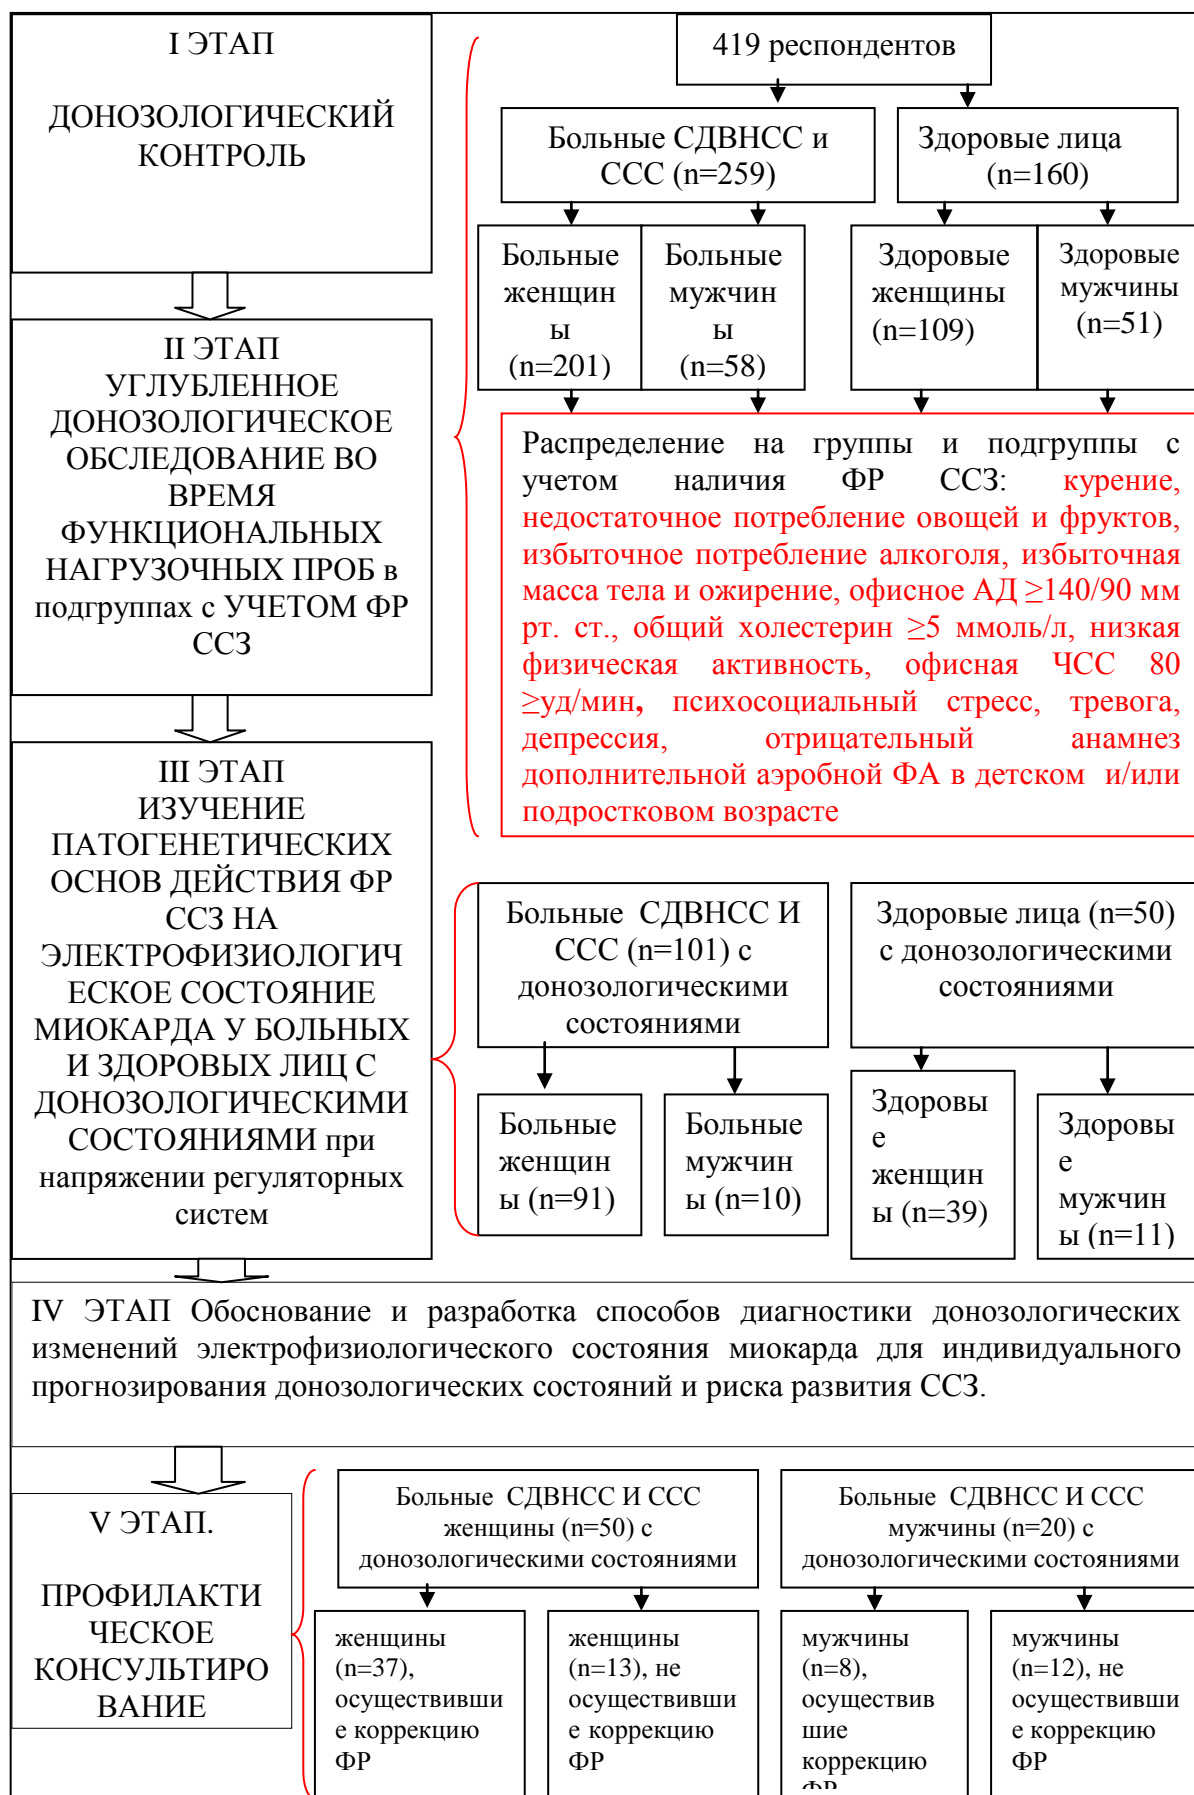 I ЭТАП
ДОНОЗОЛОГИЧЕСКИЙ
КОНТРОЛЬ
419 респондентов
Больные СДВНСС и
ССС (n=259)
Здоровые лица
(n=160)
Больные
женщин
ы
(n=201)
Больные
мужчин
ы
(n=58)
Здоровые
женщины
(n=109)
Здоровые
мужчины
(n=51)
II ЭТАП
УГЛУБЛЕННОЕ
ДОНОЗОЛОГИЧЕСКОЕ
ОБСЛЕДОВАНИЕ ВО
ВРЕМЯ
ФУНКЦИОНАЛЬНЫХ
НАГРУЗОЧНЫХ ПРОБ в
подгруппах с УЧЕТОМ ФР
ССЗ
Распределение на группы и подгруппы с
учетом наличия ФР ССЗ: курение,
недостаточное потребление овощей и фруктов,
избыточное потребление алкоголя, избыточная
масса тела и ожирение, офисное АД ≥140/90 мм
рт. ст., общий холестерин ≥5 ммоль/л, низкая
физическая активность, офисная ЧСС 80
≥уд/мин, психосоциальный стресс, тревога,
депрессия, отрицательный анамнез
дополнительной аэробной ФА в детском и/или
подростковом возрасте
III ЭТАП
ИЗУЧЕНИЕ
ПАТОГЕНЕТИЧЕСКИХ
ОСНОВ ДЕЙСТВИЯ ФР
ССЗ НА
ЭЛЕКТРОФИЗИОЛОГИЧ
ЕСКОЕ СОСТОЯНИЕ
МИОКАРДА У БОЛЬНЫХ
И ЗДОРОВЫХ ЛИЦ С
ДОНОЗОЛОГИЧЕСКИМИ
СОСТОЯНИЯМИ при
напряжении регуляторных
систем
Больные СДВНСС И
ССС (n=101) с
донозологическими
состояниями
Здоровые лица (n=50)
с донозологическими
состояниями
Больные
женщин
ы (n=91)
Больные
мужчин
ы (n=10)
Здоровы
е
женщин
ы (n=39)
Здоровы
е
мужчин
ы (n=11)
IV ЭТАП Обоснование и разработка способов диагностики донозологических
изменений электрофизиологического состояния миокарда для индивидуального
прогнозирования донозологических состояний и риска развития ССЗ.
V ЭТАП.
ПРОФИЛАКТИ
ЧЕСКОЕ
КОНСУЛЬТИРО
ВАНИЕ
Больные СДВНСС И ССС
женщины (n=50) с
донозологическими состояниями
Больные СДВНСС И ССС
мужчины (n=20) с
донозологическими состояниями
женщины
(n=37),
осуществивши
е коррекцию
ФР
женщины
(n=13), не
осуществивши
е коррекцию
ФР
мужчины
(n=8),
осуществив
шие
коррекцию
ФР
мужчины
(n=12), не
осуществивши
е коррекцию
ФР